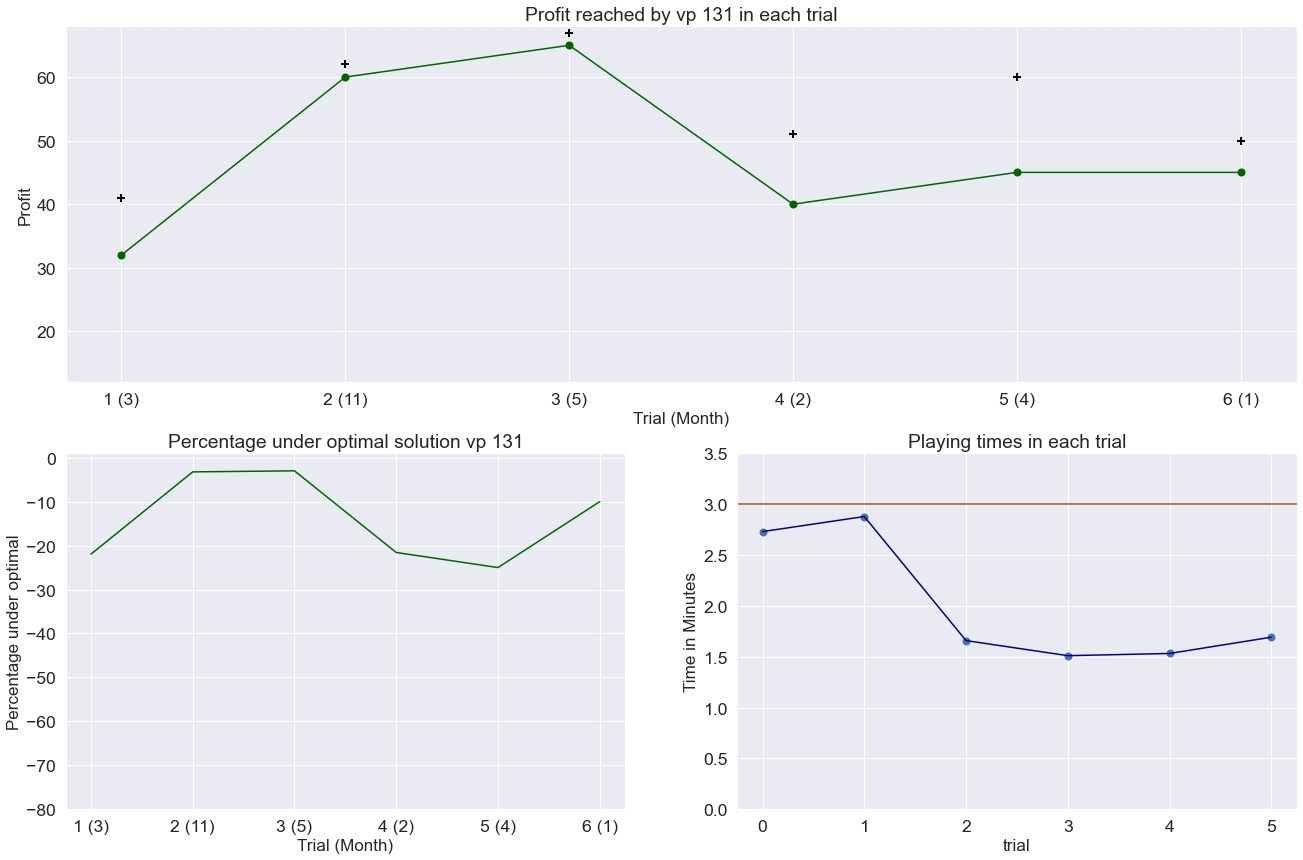 Profit reached by vp 131 in each trial
Profit
60
50
40
30
20
1 (3) 2 (11) 3 (5) 4 (2) 5 (4) 6 (1)
Trial (Month)
Percentage under optimal solution vp 131
Percentage under optimal
0
−10
−20
−30
−40
−50
−60
−70
−80
1 (3) 2 (11) 3 (5) 4 (2) 5 (4) 6 (1)
Trial (Month)
Playing times in each trial
Time in Minutes
3.5
3.0
2.5
2.0
1.5
1.0
0.5
0.0
0 1 2 3 4 5
trial